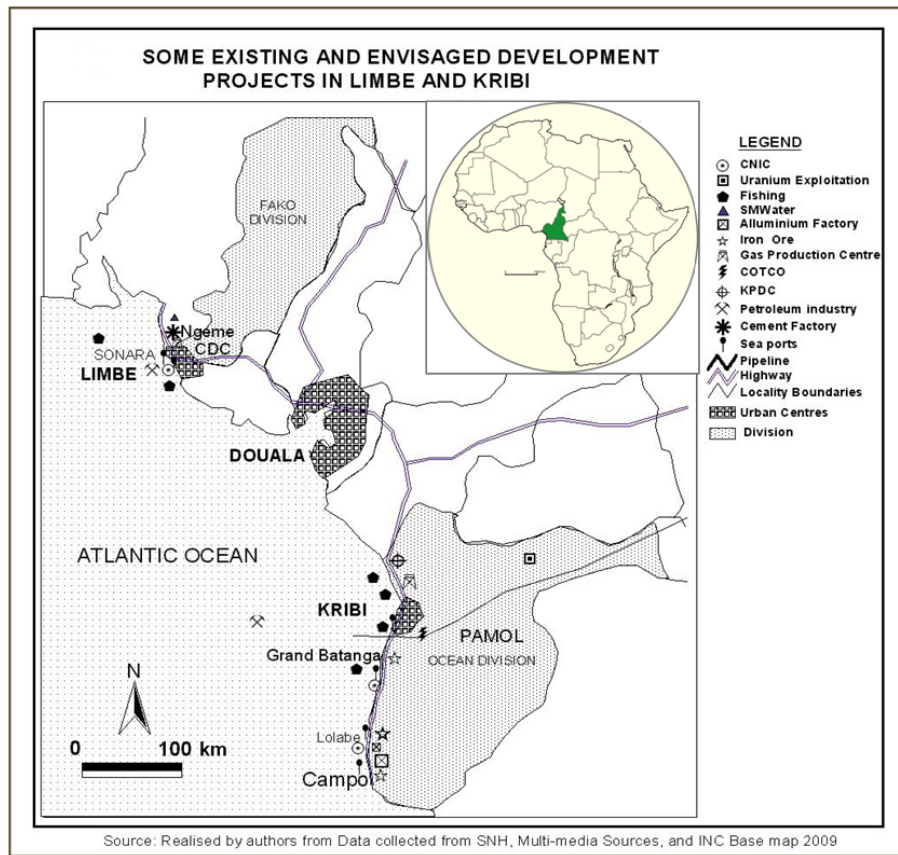 SOME EXISTING AND ENVISAGED DEVELOPMENT
PROJECTS IN LIMBE AND KRIBI
LEGEND
CNIC
Uranium Exploitation
Fishing
SMWater
Alluminium Factory
Iron Ore
Gas Production Centre
COTCO
KPDC
Petroleum industry
Cement Factory
Sea ports
Pipeline
Highway
Locality Boundaries
Urban Centres
Division
FAKO
DIVISION
Ngeme
CDC
SONARA
LIMBE
DOUALA
ATLANTIC OCEAN
KRIBI
PAMOL
OCEAN DIVISION
Grand Batanga
Lolabe
Campo
N
0 100 km
Source: Realised by authors from Data collected from SNH, Multi-media Sources, and INC Base map 2009